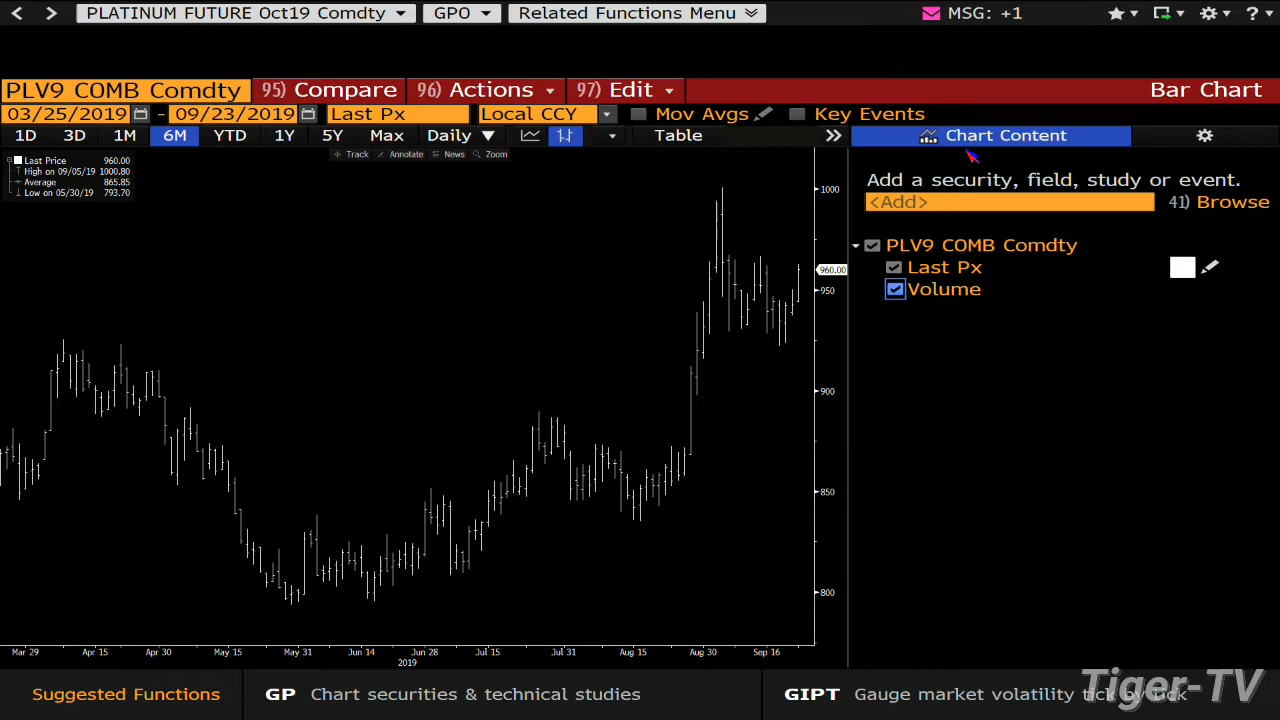 PLATINUM FUTURE Oct19 Comdty GPO Related Functions Menu MSG: +1 ?
PLV9 COMB Comdty 95) Compare 96) Actions 97) Edit Bar Chart
03/25/2019 - 09/23/2019 Last Px Local CCY Mov Avgs Key Events
1D 3D 1M 6M YTD 1Y 5Y Max Daily ▼ Table Chart Content
Track Annotate News Zoom
Last Price 960.00
High on 09/05/19 1000.80
Average 865.85
Low on 05/30/19 793.70
Add a security, field, study or event.
<Add> 41) Browse
PLV9 COMB Comdty
Last Px
Volume
1000
960.00
950
900
850
800
Mar 29 Apr 15 Apr 30 May 15 May 31 Jun 14 Jun 28 Jul 15 Jul 31 Aug 15 Aug 30 Sep 16
2019
Suggested Functions GP Chart securities & technical studies GIPT Gauge market volatility tick by tick
Tiger-TV